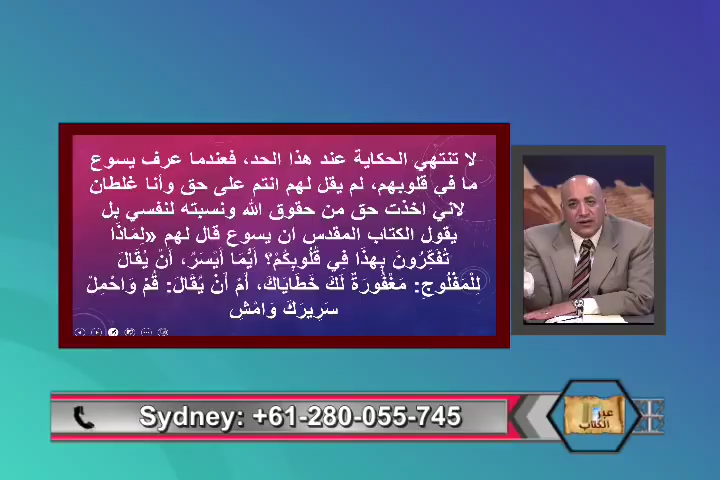 لا تنتهي الحكاية عند هذا الحد، فعندما عرف يسوع
ما في قلوبهم، لم يقل لهم انتم على حق وأنا غلطان
لاني اخذت حق من حقوق الله ونسبته لنفسي بل
يقول الكتاب المقدس ان يسوع قال لهم «لِمَاذَا
تُفَكِّرُونَ بِهذَا فِي قُلُوبِكُمْ؟ أَيُّمَا أَيْسَرُ، أَنْ يُقَالَ
لِلْمَفْلُوجِ: مَغْفُورَةٌ لَكَ خَطَايَاكَ، أَمْ أَنْ يُقَالَ: قُمْ وَاحْمِلْ
سَرِيرَكَ وَامْشِ
Sydney: +61-280-055-745
عبر
الكتاب